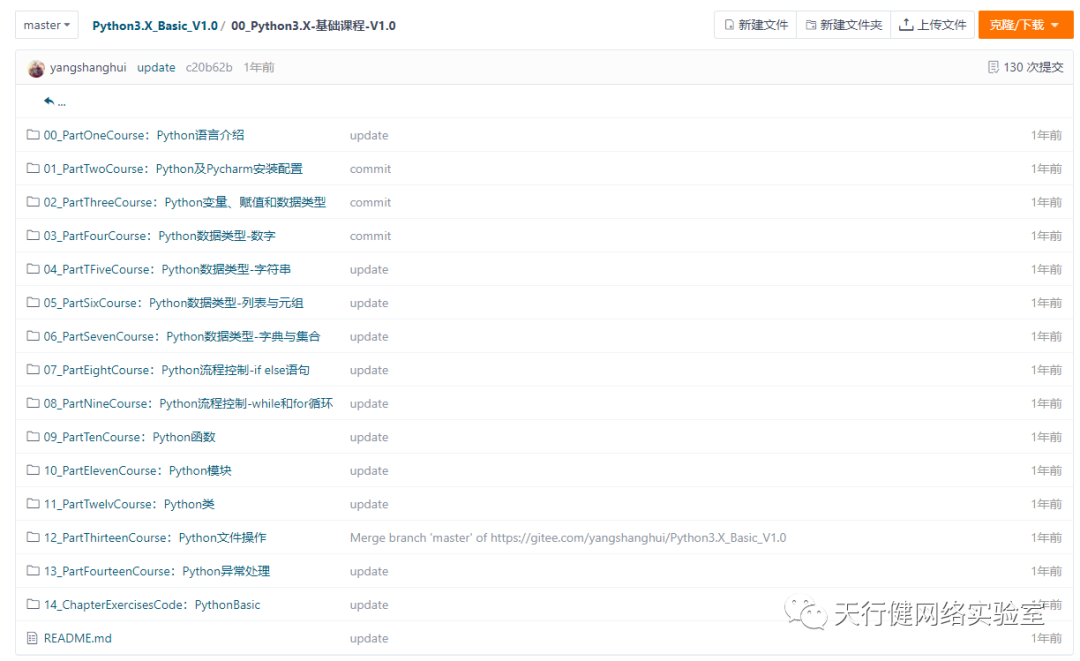 master Python3.X_Basic_V1.0 / 00_Python3.X-基础课程-V1.0 新建文件 新建文件夹 上传文件 克隆/下载
yangshanghui update c20b62b 1年前 130 次提交
...
00_PartOneCourse：Python语言介绍 update 1年前
01_PartTwoCourse：Python及Pycharm安装配置 commit 1年前
02_PartThreeCourse：Python变量、赋值和数据类型 commit 1年前
03_PartFourCourse：Python数据类型-数字 commit 1年前
04_PartTFiveCourse：Python数据类型-字符串 update 1年前
05_PartSixCourse：Python数据类型-列表与元组 update 1年前
06_PartSevenCourse：Python数据类型-字典与集合 update 1年前
07_PartEightCourse：Python流程控制-if else语句 update 1年前
08_PartNineCourse：Python流程控制-while和for循环 update 1年前
09_PartTenCourse：Python函数 update 1年前
10_PartElevenCourse：Python模块 update 1年前
11_PartTwelvCourse：Python类 update 1年前
12_PartThirteenCourse：Python文件操作 Merge branch 'master' of https://gitee.com/yangshanghui/Python3.X_Basic_V1.0 1年前
13_PartFourteenCourse：Python异常处理 update 1年前
14_ChapterExercisesCode：PythonBasic update 1年前
天行健网络实验室
README.md update 1年前